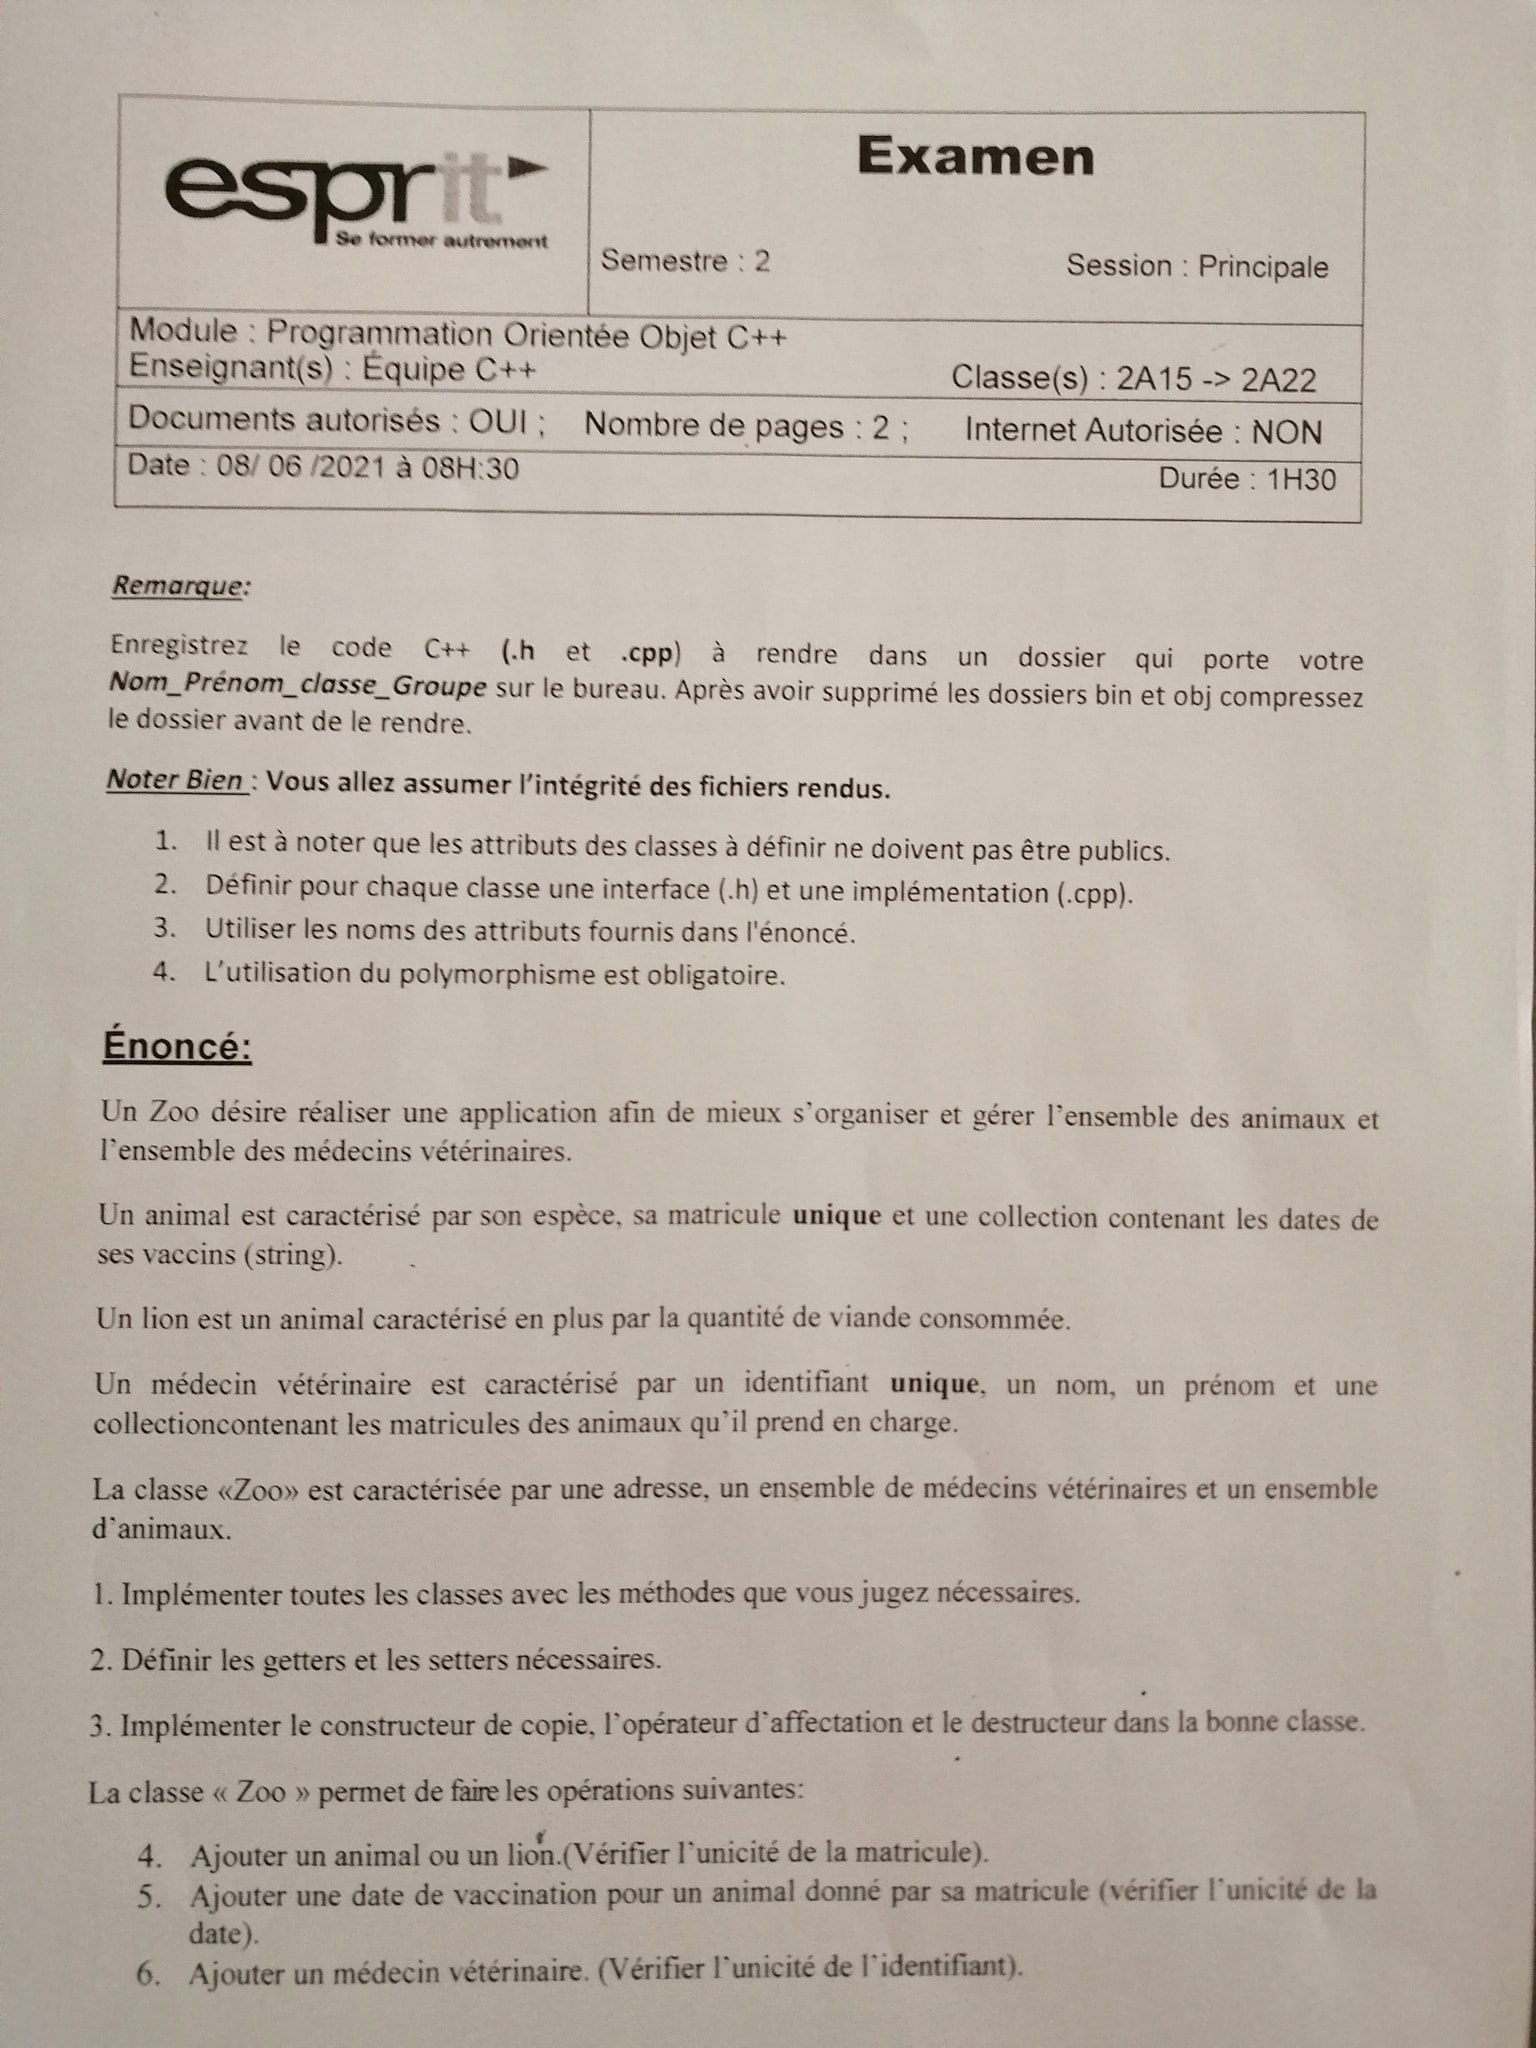 esprit
Se former autrement
Examen
Semestre : 2 Session : Principale
Module : Programmation Orientée Objet C++
Enseignant(s) : Équipe C++ Classe(s) : 2A15 -> 2A22
Documents autorisés : OUI ; Nombre de pages : 2 ; Internet Autorisée : NON
Date : 08/ 06 /2021 à 08H:30 Durée : 1H30
Remarque:
Enregistrez le code C++ (.h et .cpp) à rendre dans un dossier qui porte votre
Nom_Prénom_classe_Groupe sur le bureau. Après avoir supprimé les dossiers bin et obj compressez
le dossier avant de le rendre.
Noter Bien : Vous allez assumer l'intégrité des fichiers rendus.
1. Il est à noter que les attributs des classes à définir ne doivent pas être publics.
2. Définir pour chaque classe une interface (.h) et une implémentation (.cpp).
3. Utiliser les noms des attributs fournis dans l'énoncé.
4. L'utilisation du polymorphisme est obligatoire.
Énoncé:
Un Zoo désire réaliser une application afin de mieux s'organiser et gérer l'ensemble des animaux et
l'ensemble des médecins vétérinaires.
Un animal est caractérisé par son espèce, sa matricule unique et une collection contenant les dates de
ses vaccins (string).
Un lion est un animal caractérisé en plus par la quantité de viande consommée.
Un médecin vétérinaire est caractérisé par un identifiant unique, un nom, un prénom et une
collectioncontenant les matricules des animaux qu'il prend en charge.
La classe «Zoo» est caractérisée par une adresse, un ensemble de médecins vétérinaires et un ensemble
d'animaux.
1. Implémenter toutes les classes avec les méthodes que vous jugez nécessaires.
2. Définir les getters et les setters nécessaires.
3. Implémenter le constructeur de copie, l'opérateur d'affectation et le destructeur dans la bonne classe.
La classe « Zoo » permet de faire les opérations suivantes:
4. Ajouter un animal ou un lion.(Vérifier l'unicité de la matricule).
5. Ajouter une date de vaccination pour un animal donné par sa matricule (vérifier l'unicité de la
date).
6. Ajouter un médecin vétérinaire. (Vérifier l'unicité de l'identifiant).